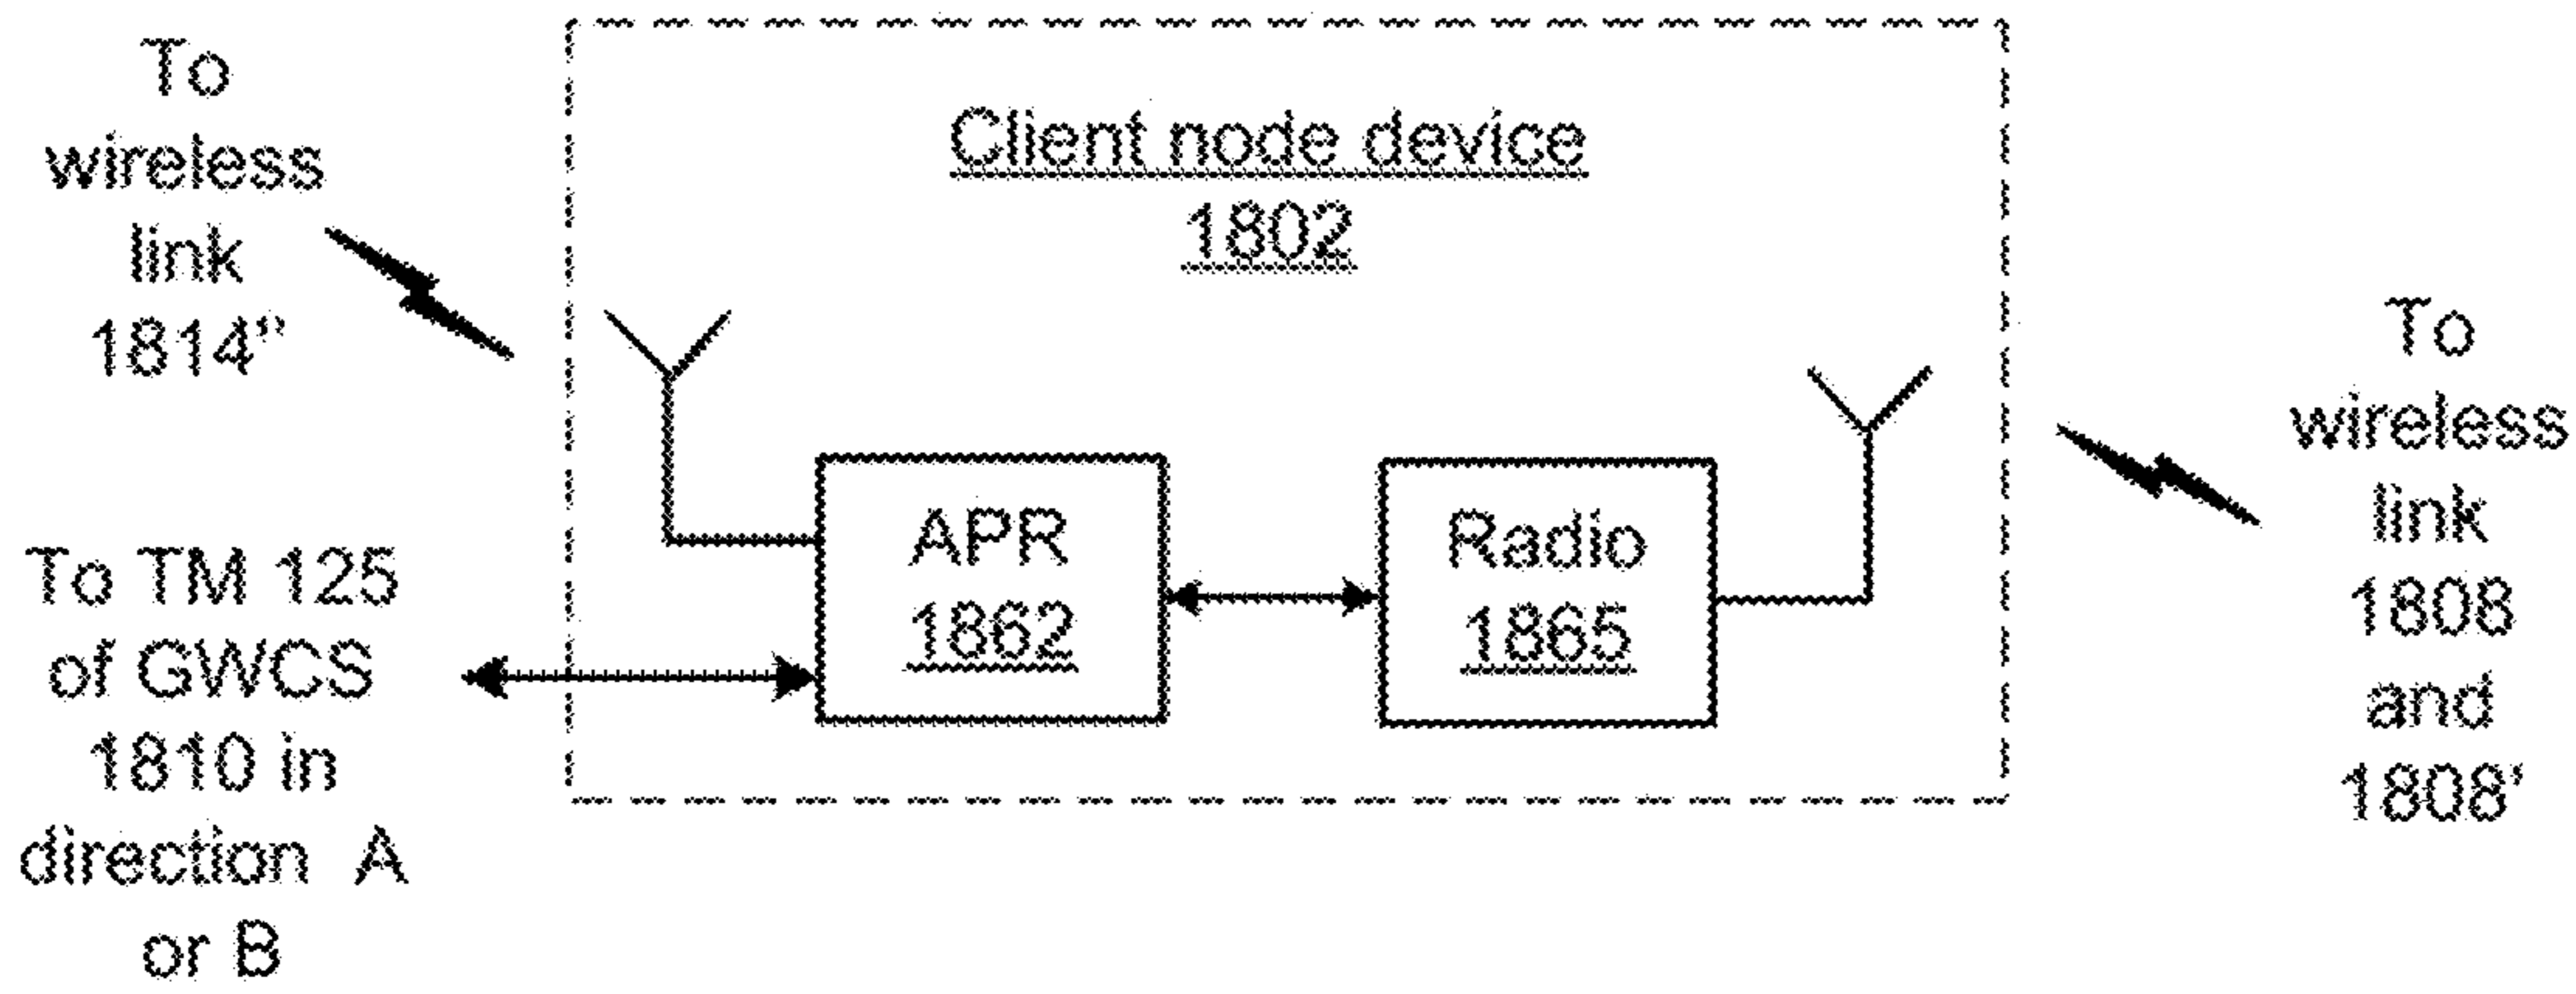 To
wireless
link
1814"
To TM 125
of GWCS
1810 in
direction A
or B
Client node device
1802
APR
1862
Radio
1865
To
wireless
link
1808
and
1808'